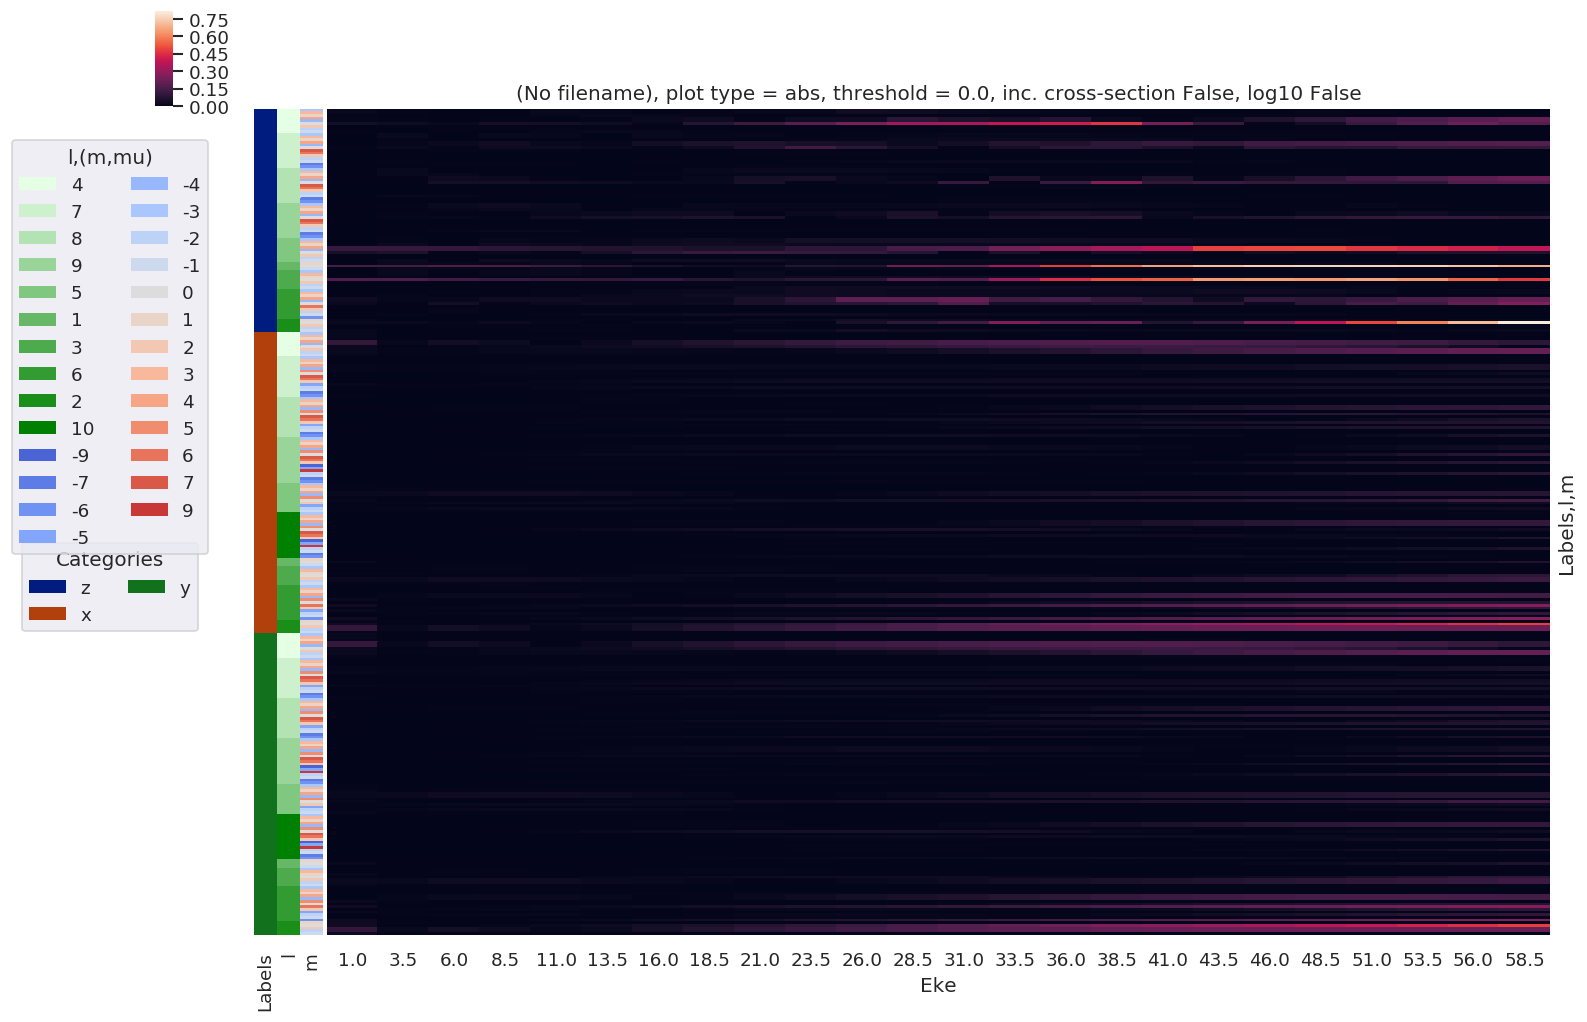 0.75
0.60
0.45
0.30
0.15
0.00
(No filename), plot type = abs, threshold = 0.0, inc. cross-section False, log10 False
l,(m,mu)
4 -4
7 -3
8 -2
9 -1
5 0
1 1
3 2
6 3
2 4
10 5
-9 6
-7 7
-6 9
-5
Categories
z y
x
Labels,l,m
Labels
l
m
1.0 3.5 6.0 8.5 11.0 13.5 16.0 18.5 21.0 23.5 26.0 28.5 31.0 33.5 36.0 38.5 41.0 43.5 46.0 48.5 51.0 53.5 56.0 58.5
Eke